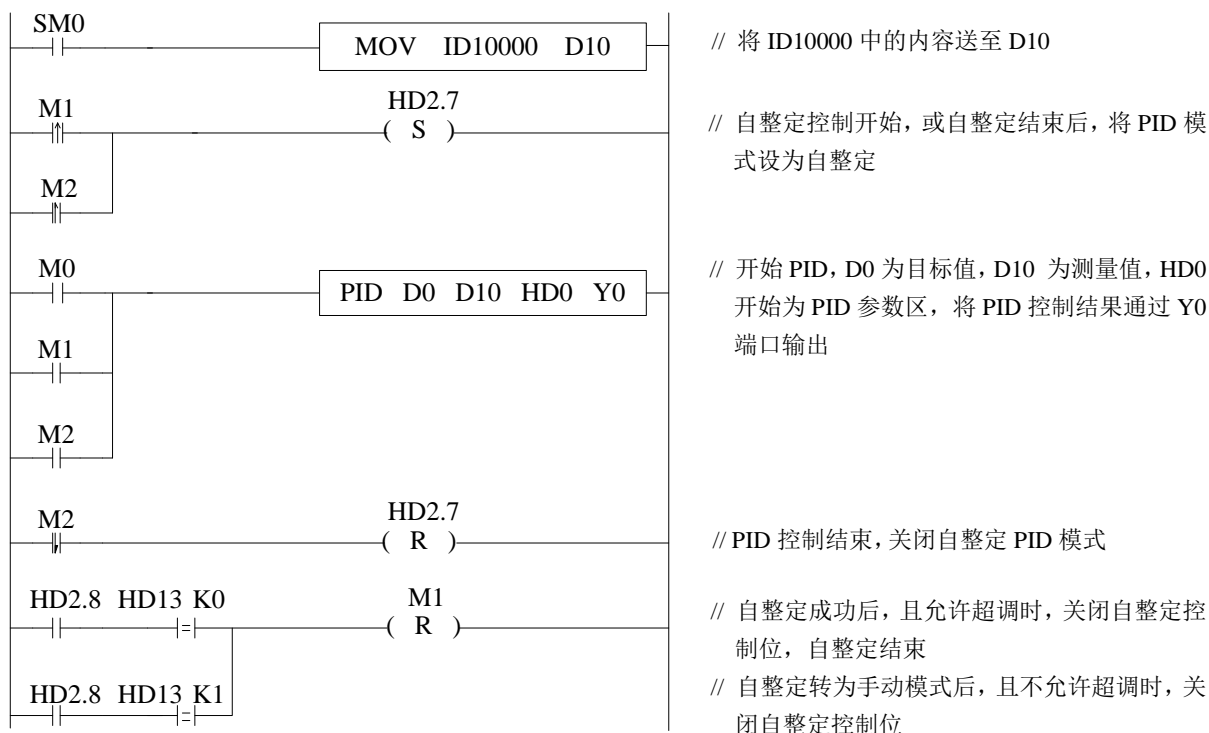 SM0
MOV ID10000 D10
// 将 ID10000 中的内容送至 D10
M1
HD2.7
( S )
// 自整定控制开始，或自整定结束后，将 PID 模
式设为自整定
M2
M0
PID D0 D10 HD0 Y0
// 开始 PID，D0 为目标值，D10 为测量值，HD0
开始为 PID 参数区，将 PID 控制结果通过 Y0
端口输出
M1
M2
M2
HD2.7
( R )
// PID 控制结束，关闭自整定 PID 模式
HD2.8 HD13 K0
=
M1
( R )
// 自整定成功后，且允许超调时，关闭自整定控
制位，自整定结束
HD2.8 HD13 K1
=
// 自整定转为手动模式后，且不允许超调时，关
闭自整定控制位